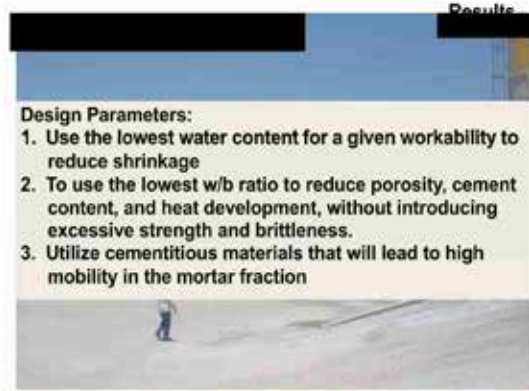 Results
Design Parameters:
1. Use the lowest water content for a given workability to
reduce shrinkage
2. To use the lowest w/b ratio to reduce porosity, cement
content, and heat development, without introducing
excessive strength and brittleness.
3. Utilize cementitious materials that will lead to high
mobility in the mortar fraction